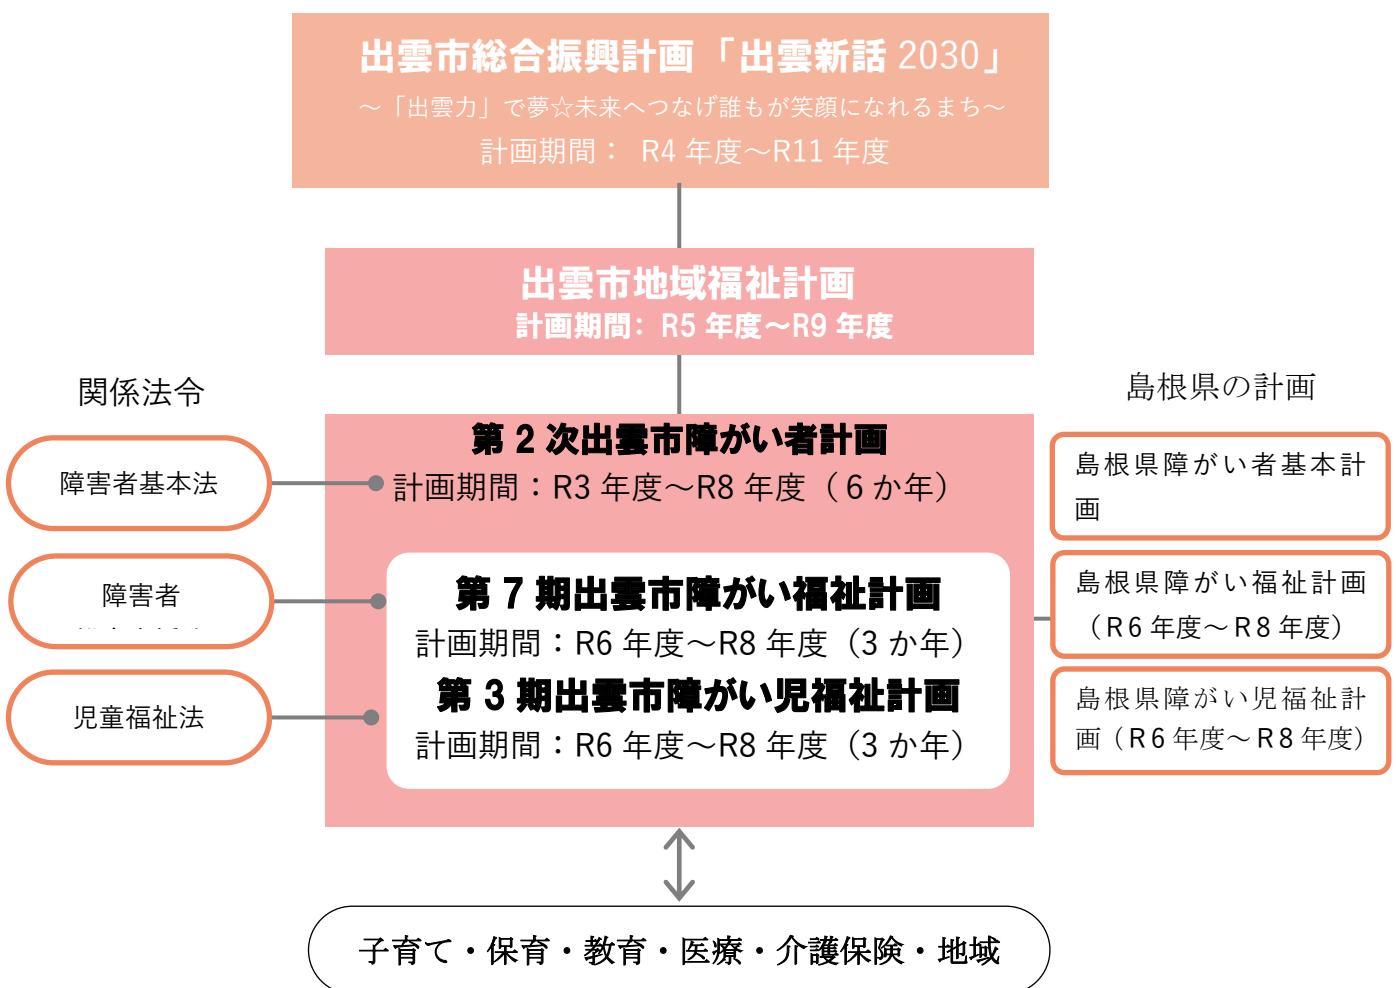 出雲市総合振興計画「出雲新話 2030」
～「出雲力」で夢☆未来へつなげ誰もが笑顔になれるまち～
計画期間： R4 年度～R11 年度
出雲市地域福祉計画
計画期間：R5 年度～R9 年度
関係法令
障害者基本法
障害者
児童福祉法
第 2 次出雲市障がい者計画
計画期間：R3 年度～R8 年度（６か年）
第 7 期出雲市障がい福祉計画
計画期間：R6 年度～R8 年度（3 か年）
第 3 期出雲市障がい児福祉計画
計画期間：R6 年度～R8 年度（3 か年）
島根県の計画
島根県障がい者基本計
画
島根県障がい福祉計画
（R６年度～R８年度）
島根県障がい児福祉計
画（R６年度～R８年度）
子育て・保育・教育・医療・介護保険・地域